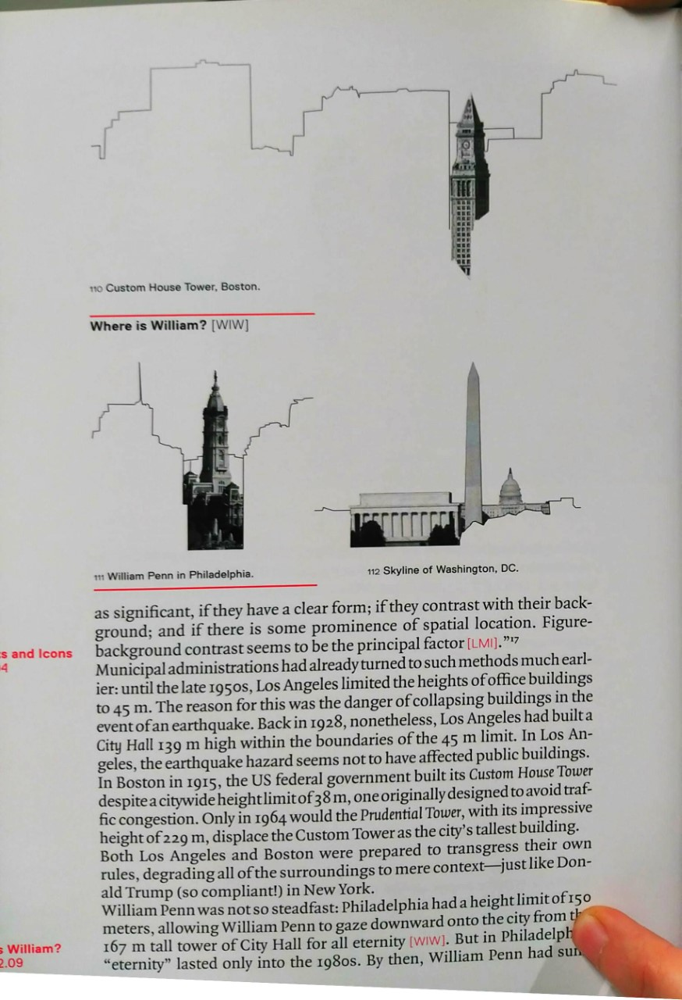 110 Custom House Tower, Boston.
Where is William? [WIW]
111 William Penn in Philadelphia.
112 Skyline of Washington, DC.
as significant, if they have a clear form; if they contrast with their back-
ground; and if there is some prominence of spatial location. Figure-
background contrast seems to be the principal factor [LMI].”17
Municipal administrations had already turned to such methods much earl-
ier: until the late 1950s, Los Angeles limited the heights of office buildings
to 45 m. The reason for this was the danger of collapsing buildings in the
event of an earthquake. Back in 1928, nonetheless, Los Angeles had built a
City Hall 139 m high within the boundaries of the 45 m limit. In Los An-
geles, the earthquake hazard seems not to have affected public buildings.
In Boston in 1915, the US federal government built its Custom House Tower
despite a citywide height limit of 38 m, one originally designed to avoid traf-
fic congestion. Only in 1964 would the Prudential Tower, with its impressive
height of 229 m, displace the Custom Tower as the city’s tallest building.
Both Los Angeles and Boston were prepared to transgress their own
rules, degrading all of the surroundings to mere context—just like Don-
ald Trump (so compliant!) in New York.
William Penn was not so steadfast: Philadelphia had a height limit of 150
meters, allowing William Penn to gaze downward onto the city from
167 m tall tower of City Hall for all eternity [WIW]. But in
“eternity” lasted only into the 1980s. By then, William Penn had
s and Icons
4
s William?
2.09